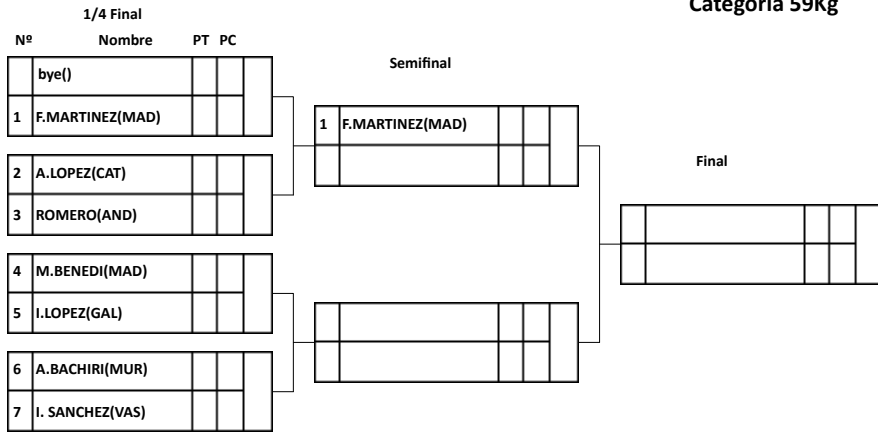 Categoría 59Kg
1/4 Final
Nº Nombre PT PC
bye()
1 F.MARTINEZ(MAD)
2 A.LOPEZ(CAT)
3 ROMERO(AND)
4 M.BENEDI(MAD)
5 I.LOPEZ(GAL)
6 A.BACHIRI(MUR)
7 I. SANCHEZ(VAS)
Semifinal
1 F.MARTINEZ(MAD)
Final